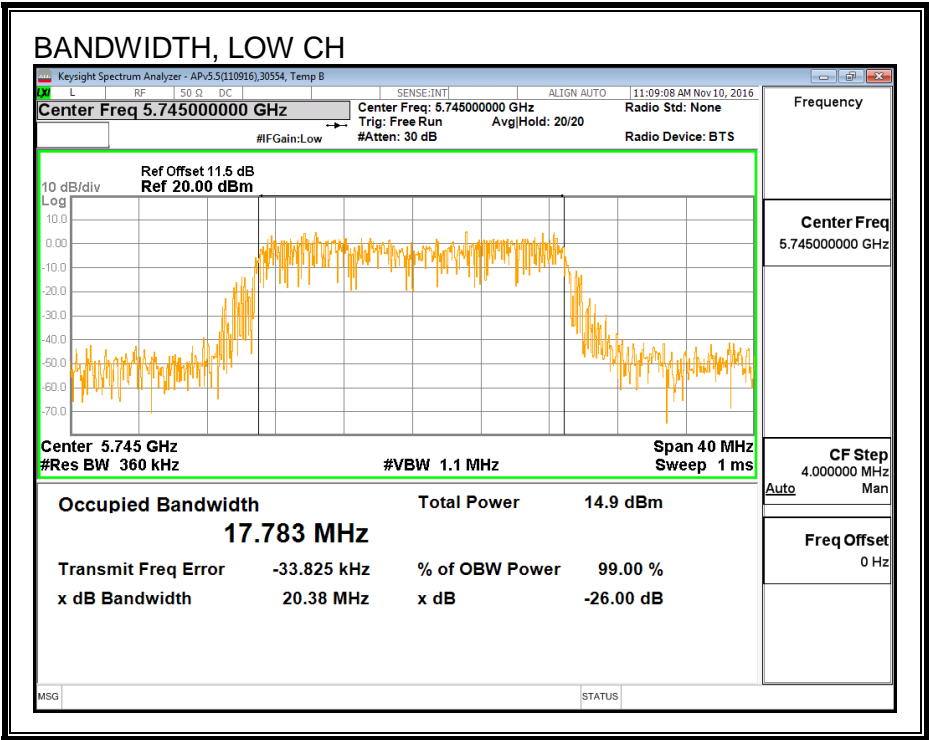 BANDWIDTH, LOW CH
Keysight Spectrum Analyzer - APv5.5(110916),30554, Temp B
LXI L RF 50 Ω DC SENSE:INT ALIGN AUTO 11:09:08 AM Nov 10, 2016
Center Freq 5.745000000 GHz
Center Freq: 5.745000000 GHz
Radio Std: None
Trig: Free Run Avg|Hold: 20/20
#IFGain:Low
#Atten: 30 dB
Radio Device: BTS
Ref Offset 11.5 dB
10 dB/div Ref 20.00 dBm
Log
10.0
0.00
-10.0
-20.0
-30.0
-40.0
-50.0
-60.0
-70.0
Center 5.745 GHz Span 40 MHz
#Res BW 360 kHz #VBW 1.1 MHz Sweep 1 ms
Occupied Bandwidth Total Power 14.9 dBm
17.783 MHz
Transmit Freq Error -33.825 kHz % of OBW Power 99.00 %
x dB Bandwidth 20.38 MHz x dB -26.00 dB
MSG STATUS
Frequency
Center Freq
5.745000000 GHz
CF Step
4.000000 MHz
Auto Man
Freq Offset
0 Hz